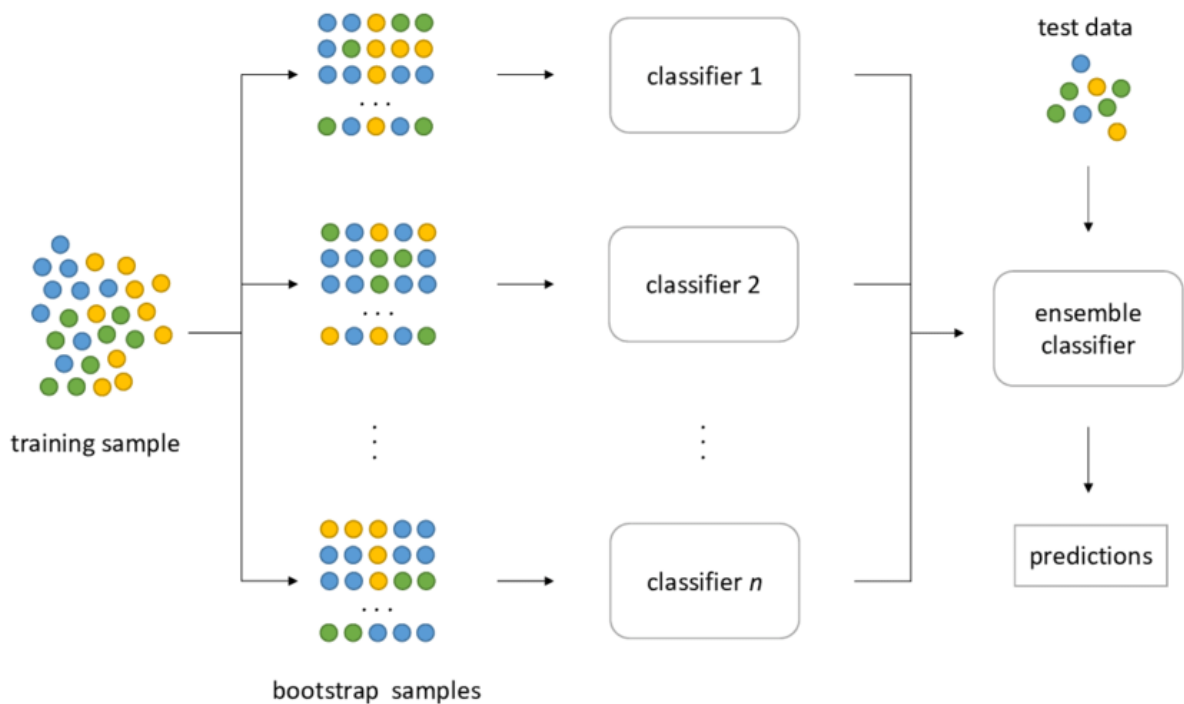 test data
classifier 1
. . .
classifier 2
. . .
ensemble
classifier
training sample
predictions
classifier n
. . .
bootstrap samples